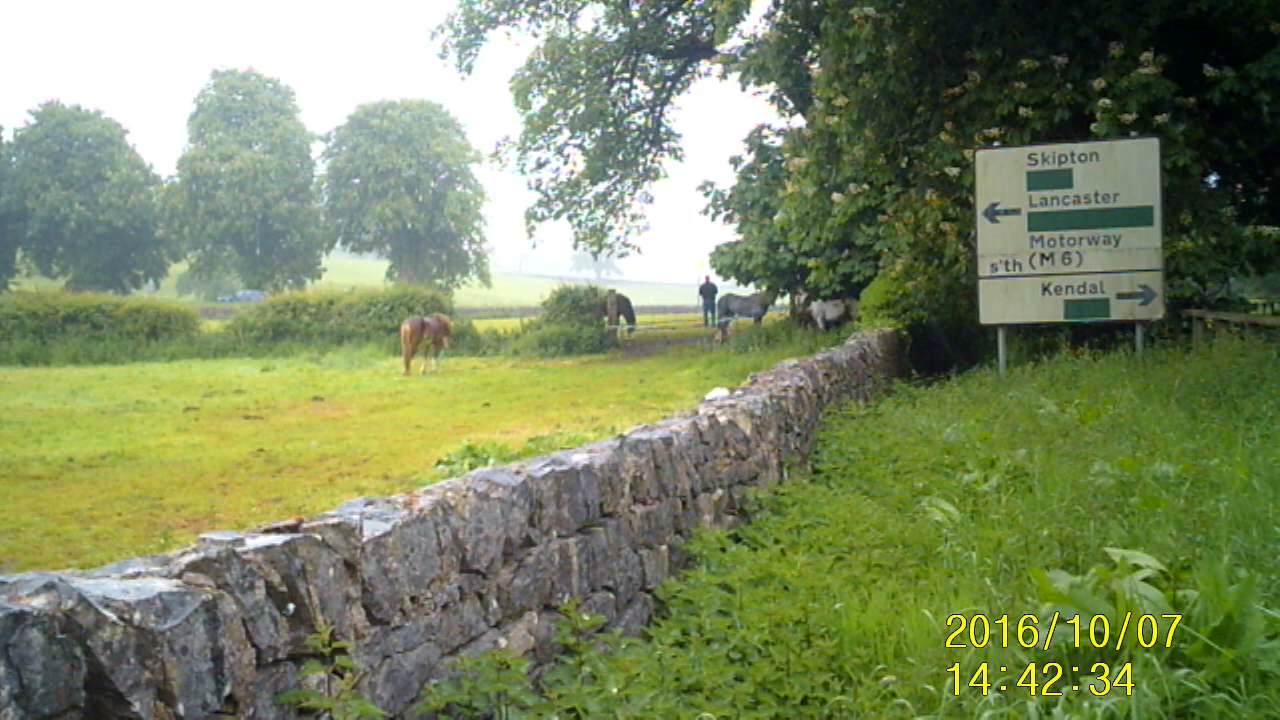 Skipton
Lancaster
Motorway
s'th (M 6)
Kendal
2016/10/07
14:42:34